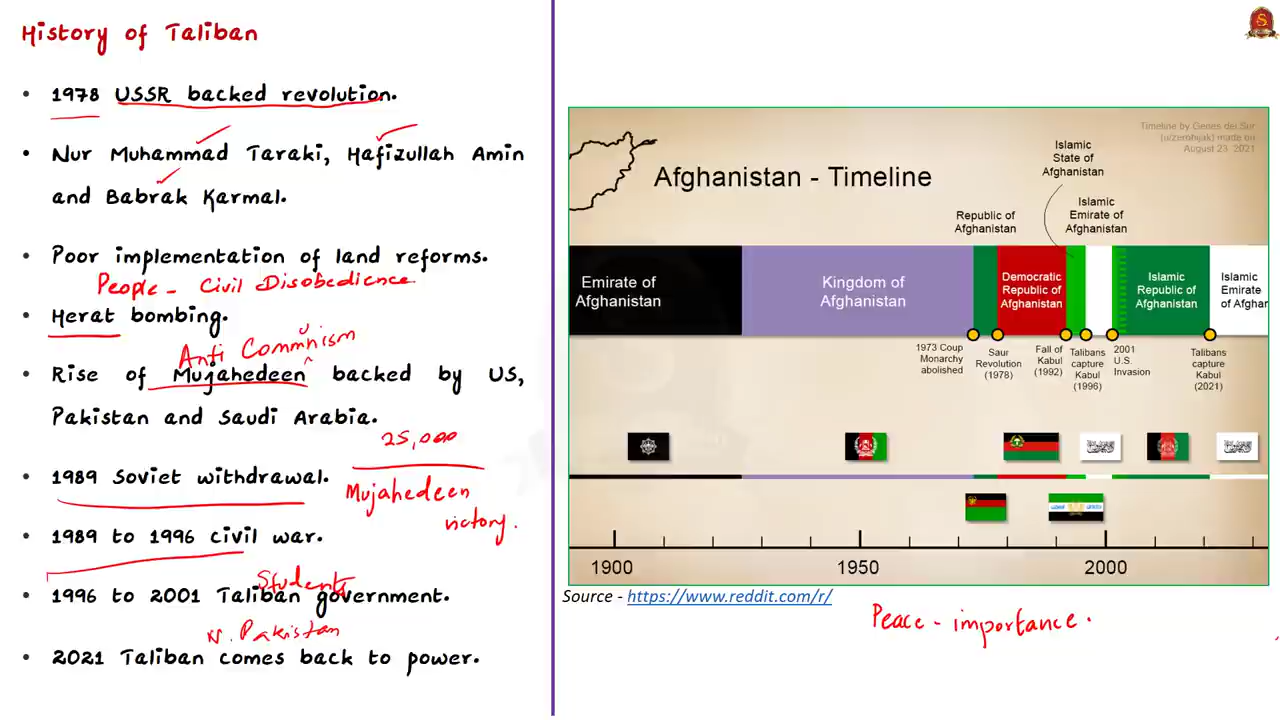 History of Taliban
• 1978 USSR backed revolution.
• Nur Muhammad Taraki, Hafizullah Amin
and Babrak Karmal.
• Poor implementation of land reforms.
People - Civil Disobedience
• Herat bombing.
Anti Communism
• Rise of Mujahedeen backed by US,
Pakistan and Saudi Arabia.
25,000
• 1989 Soviet withdrawal.
Mujahedeen
victory.
• 1989 to 1996 civil war.
Students
• 1996 to 2001 Taliban government.
N. Pakistan
• 2021 Taliban comes back to power.
Timeline by Genes del Sur
(u/zerohijak) made on
August 23, 2021
Afghanistan - Timeline
Islamic
State of
Afghanistan
Republic of
Afghanistan
Islamic
Emirate of
Afghanistan
Emirate of
Afghanistan
Kingdom of
Afghanistan
Democratic
Republic of
Afghanistan
Islamic
Republic of
Afghanistan
Islamic
Emirate
of Afghar
1973 Coup
Monarchy
abolished
Saur
Revolution
(1978)
Fall of
Kabul
(1992)
Talibans
capture
Kabul
(1996)
2001
U.S.
Invasion
Talibans
capture
Kabul
(2021)
1900
1950
2000
Source - https://www.reddit.com/r/
Peace - importance.